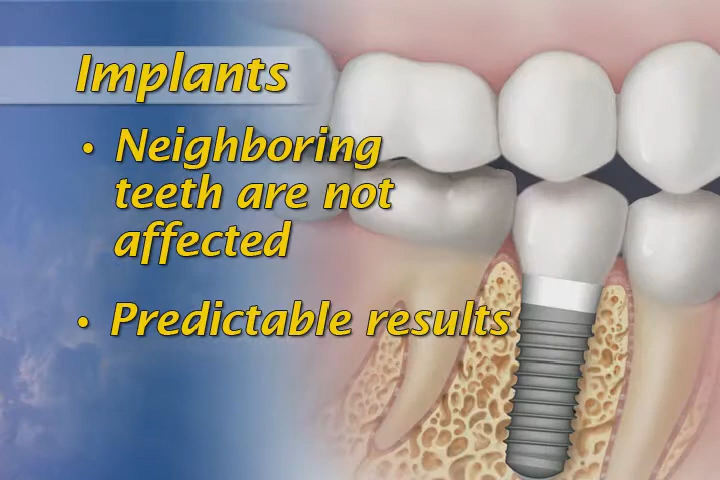 Implants
• Neighboring
teeth are not
affected
• Predictable results